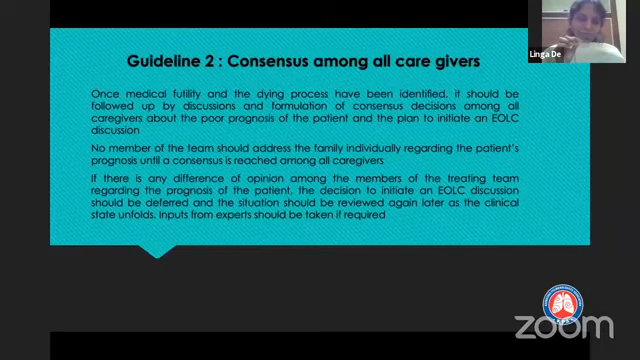 Guideline 2 : Consensus among all care givers
Linga De
Once medical futility and the dying process have been identified, it should be
followed up by discussions and formulation of consensus decisions among all
caregivers about the poor prognosis of the patient and the plan to initiate an EOLC
discussion
No member of the team should address the family individually regarding the patient's
prognosis until a consensus is reached among all caregivers
If there is any difference of opinion among the members of the treating team
regarding the prognosis of the patient, the decision to initiate an EOLC discussion
should be deferred and the situation should be reviewed again later as the clinical
state unfolds. Inputs from experts should be taken if required
zoom